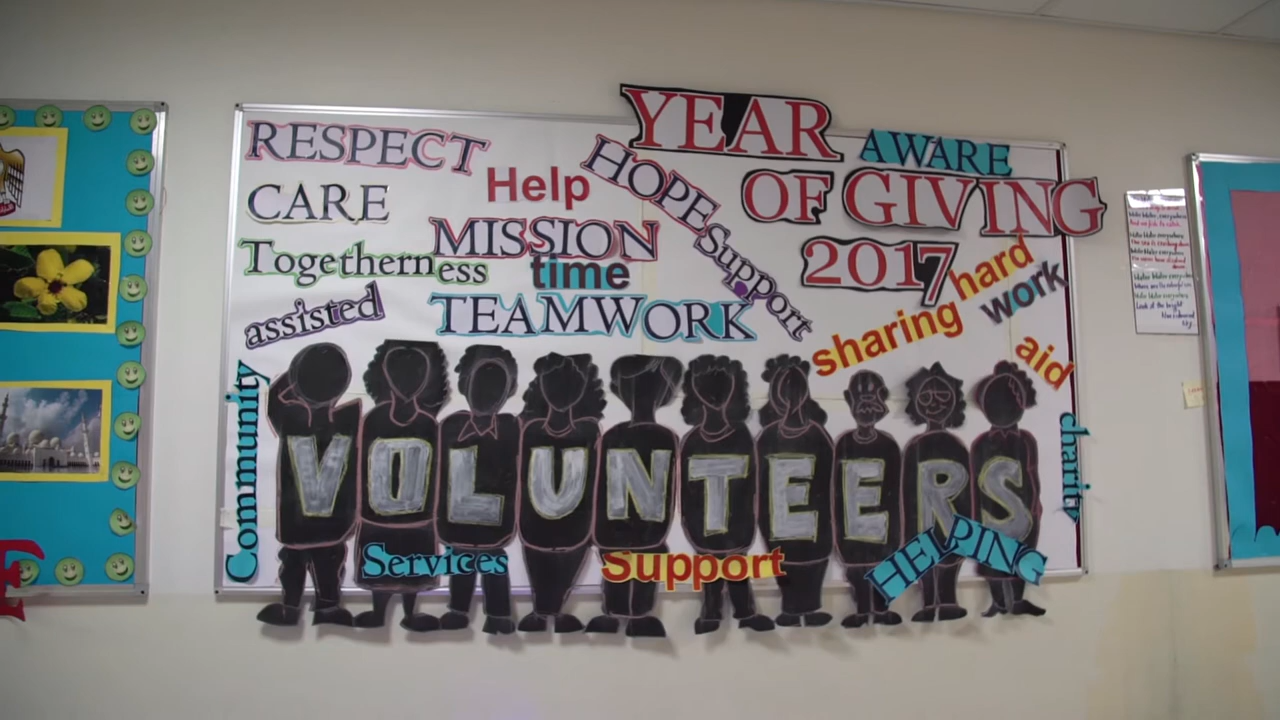 YEAR
OF GIVING
2017
AWARE
RESPECT
Help
HOPE
CARE
MISSION
Support
Togetherness
time
hard
work
assisted
TEAMWORK
sharing
aid
Community
VOLUNTEERS
charity
Services
Support
HELPING